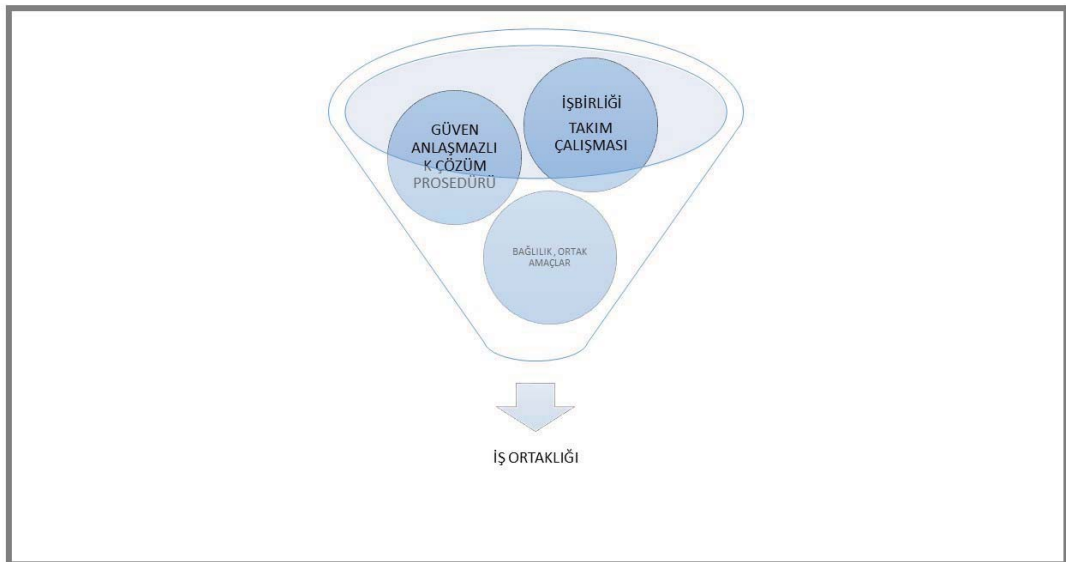 İŞBİRLİĞİ
TAKIM
ÇALIŞMASI
GÜVEN
ANLAŞMAZLI
K ÇÖZÜM
PROSEDÜRÜ
BAĞLILIK , ORTAK
AMAÇLAR
İŞ ORTAKLIĞI